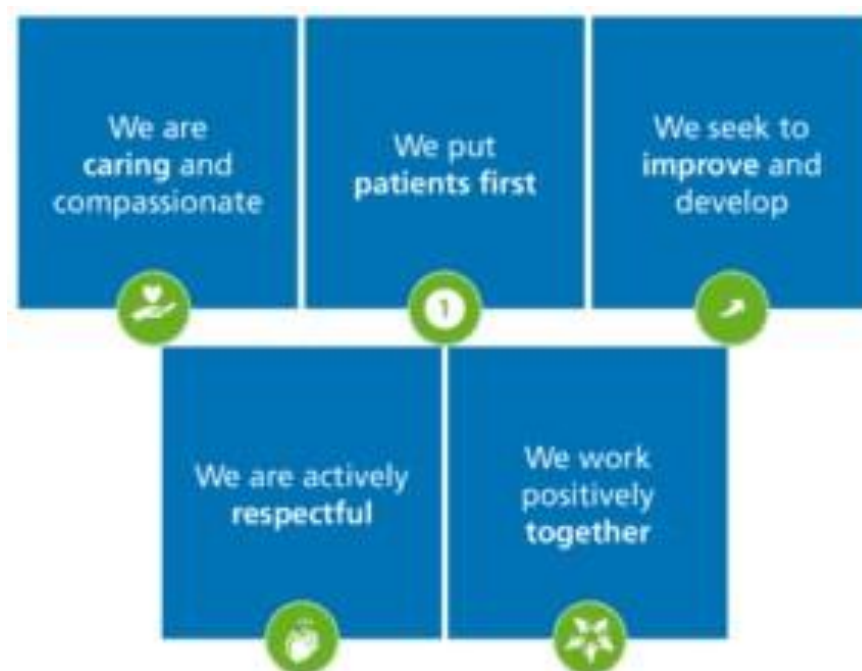 We are
caring and
compassionate
We put
patients first
We seek to
improve and
develop
1
We are actively
respectful
We work
positively
together